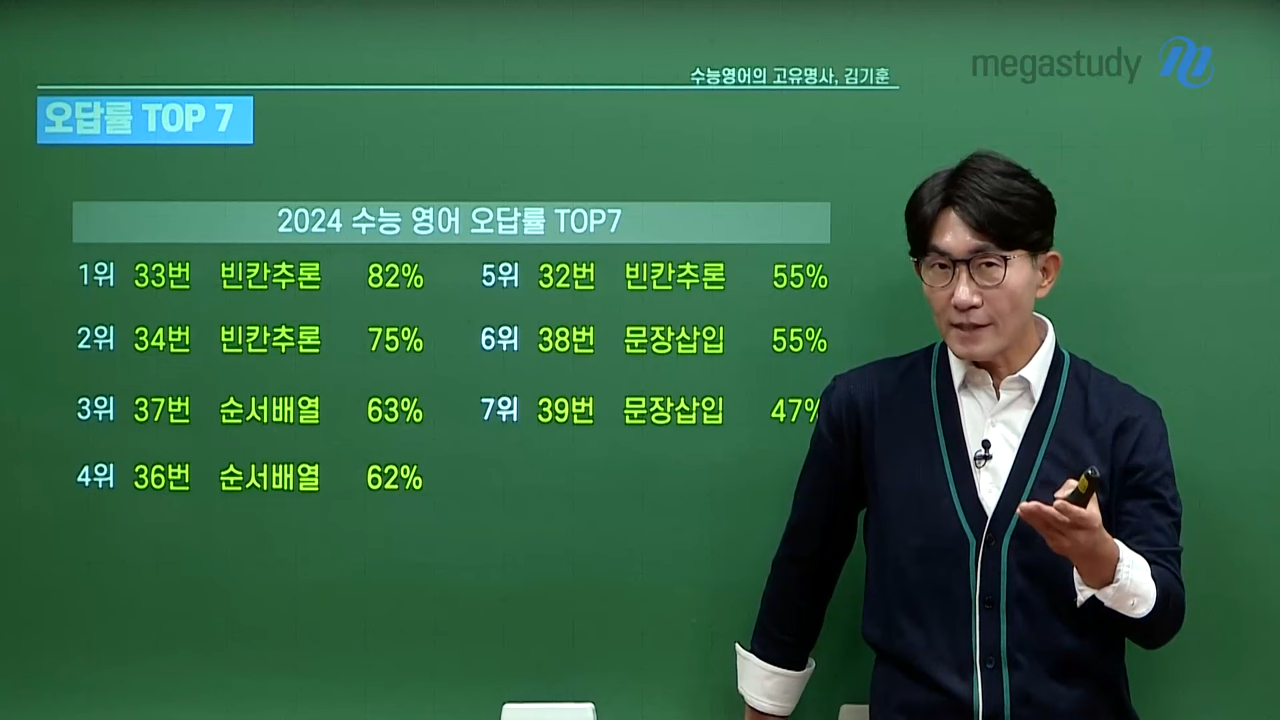 megastudy
수능영어의 고유명사, 김기훈
오답률 TOP 7
2024 수능 영어 오답률 TOP7
1위 33번 빈칸추론 82%
2위 34번 빈칸추론 75%
3위 37번 순서배열 63%
4위 36번 순서배열 62%
5위 32번 빈칸추론 55%
6위 38번 문장삽입 55%
7위 39번 문장삽입 47%